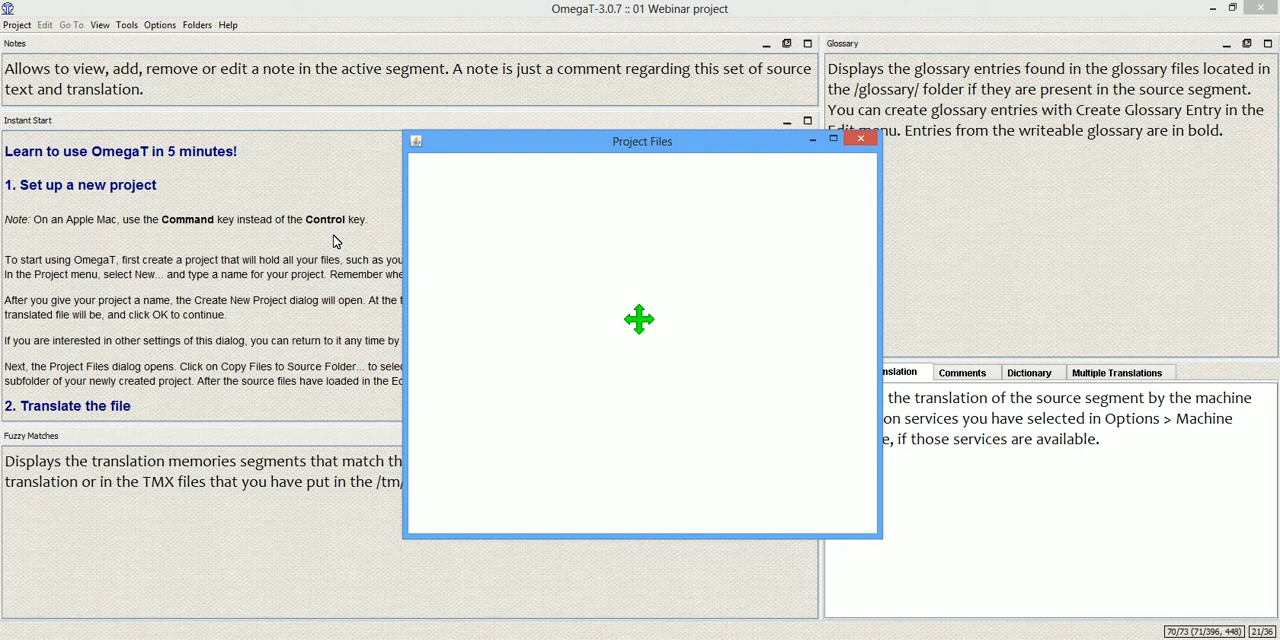 OmegaT-3.0.7 :: 01 Webinar project
Project Edit Go To View Tools Options Folders Help
Notes
Allows to view, add, remove or edit a note in the active segment. A note is just a comment regarding this set of source
text and translation.
Instant Start
Learn to use OmegaT in 5 minutes!
1. Set up a new project
Note: On an Apple Mac, use the Command key instead of the Control key.
To start using OmegaT, first create a project that will hold all your files, such as you
In the Project menu, select New... and type a name for your project. Remember whe
After you give your project a name, the Create New Project dialog will open. At the t
translated file will be, and click OK to continue.
If you are interested in other settings of this dialog, you can return to it any time by
Next, the Project Files dialog opens. Click on Copy Files to Source Folder... to selec
subfolder of your newly created project. After the source files have loaded in the Ed
2. Translate the file
Fuzzy Matches
Displays the translation memories segments that match th
translation or in the TMX files that you have put in the /tm/
Project Files
Glossary
Displays the glossary entries found in the glossary files located in
the /glossary/ folder if they are present in the source segment.
You can create glossary entries with Create Glossary Entry in the
Edit menu. Entries from the writeable glossary are in bold.
nslation Comments Dictionary Multiple Translations
the translation of the source segment by the machine
on services you have selected in Options > Machine
e, if those services are available.
70/73 (71/396, 448) 21/36